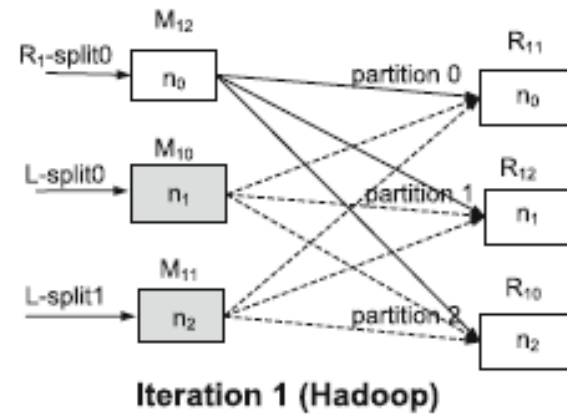 M₁₂
R₁-split0
n₀
partition 0
R₁₁
n₀
M₁₀
L-split0
n₁
partition 1
R₁₂
n₁
M₁₁
L-split1
n₂
partition 2
R₁₀
n₂
Iteration 1 (Hadoop)